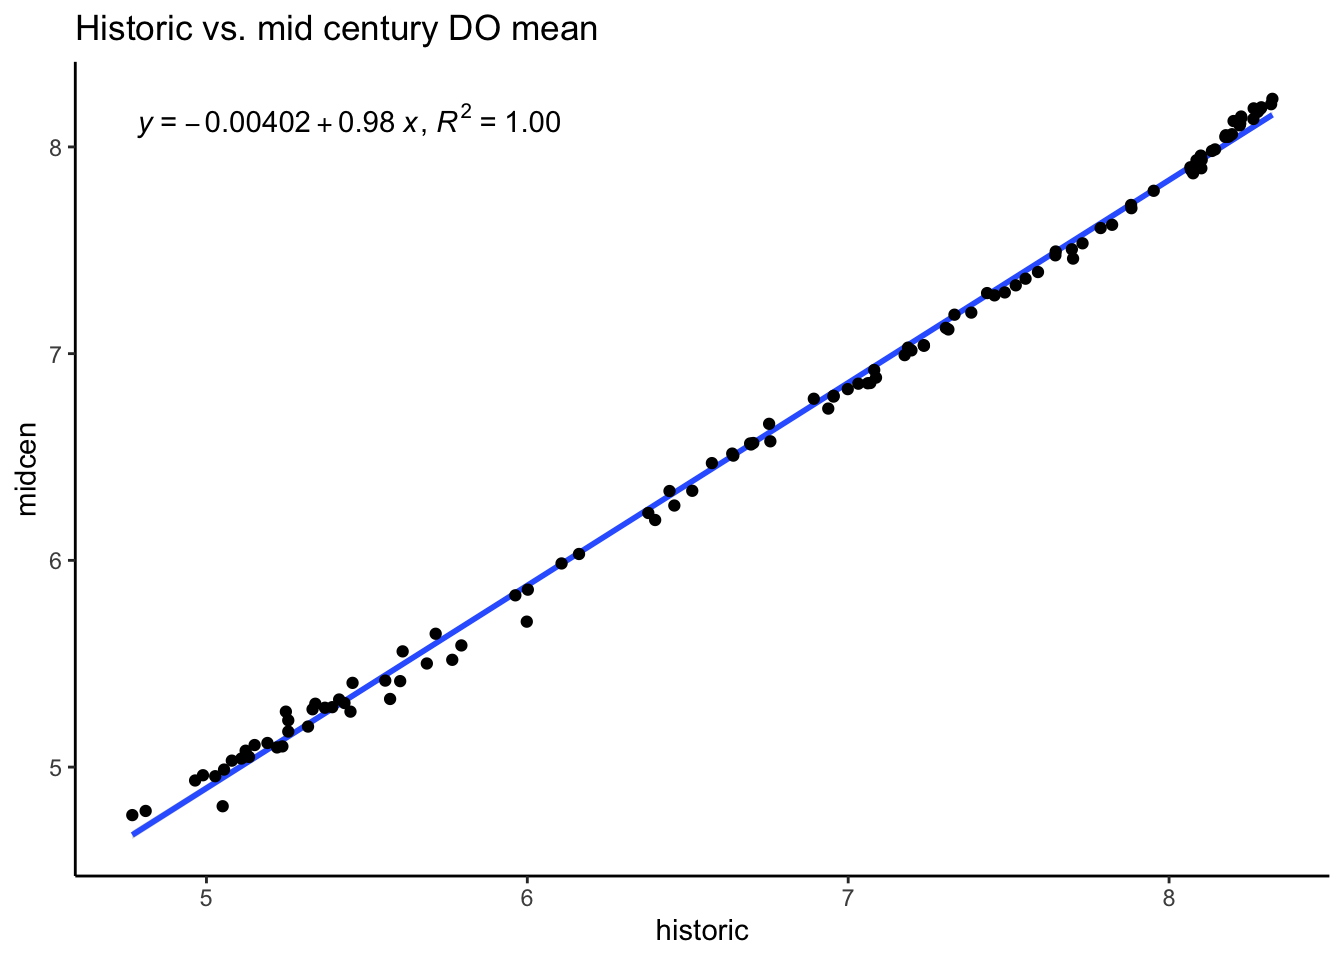 Historic vs. mid century DO mean
y = −0.00402 + 0.98 x, R² = 1.00
8
7
6
5
midcen
5 6 7 8
historic